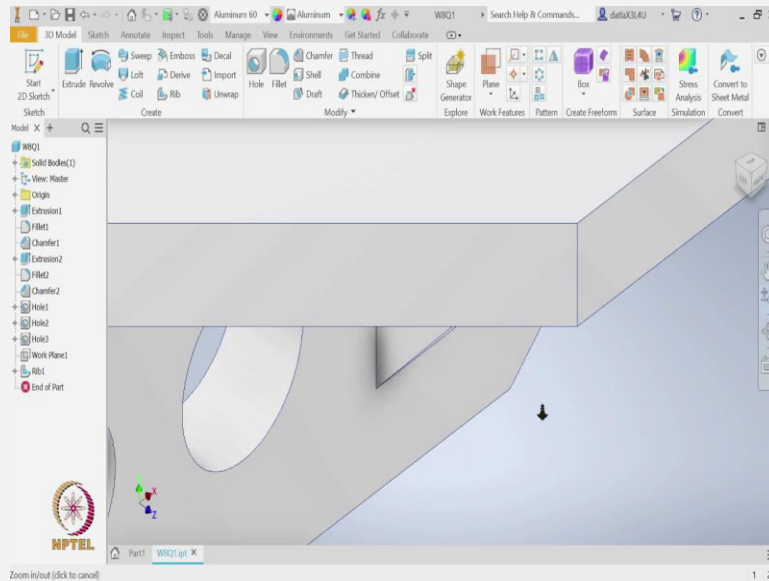 Aluminum 60
Aluminum
W8Q1
Search Help & Commands...
datlaX3L4U
File
3D Model
Sketch
Annotate
Inspect
Tools
Manage
View
Environments
Get Started
Collaborate
Start
2D Sketch
Extrude
Revolve
Sweep
Emboss
Decal
Loft
Derive
Import
Coil
Rib
Unwrap
Hole
Fillet
Chamfer
Thread
Split
Shell
Combine
Draft
Thicken/ Offset
Shape
Generator
Plane
Box
Stress
Analysis
Convert to
Sheet Metal
Sketch
Create
Modify
Explore
Work Features
Pattern
Create Freeform
Surface
Simulation
Convert
Model
W8Q1
Solid Bodies(1)
View: Master
Origin
Extrusion1
Fillet1
Chamfer1
Extrusion2
Fillet2
Chamfer2
Hole1
Hole2
Hole3
Work Plane1
Rib1
End of Part
X
Z
NPTEL
Part1
W8Q1.ipt
Zoom in/out (click to cancel)
1